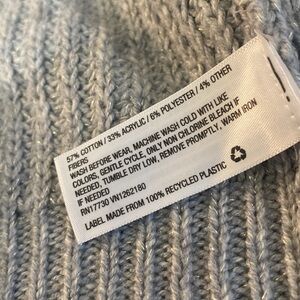 57% COTTON / 33% ACRYLIC / 6% POLYESTER / 4% OTHER
FIBERS
WASH BEFORE WEAR. MACHINE WASH COLD WITH LIKE
COLORS, GENTLE CYCLE. ONLY NON CHLORINE BLEACH IF
NEEDED, TUMBLE DRY LOW. REMOVE PROMPTLY, WARM IRON
IF NEEDED
RN17730 VN1262180
LABEL MADE FROM 100% RECYCLED PLASTIC